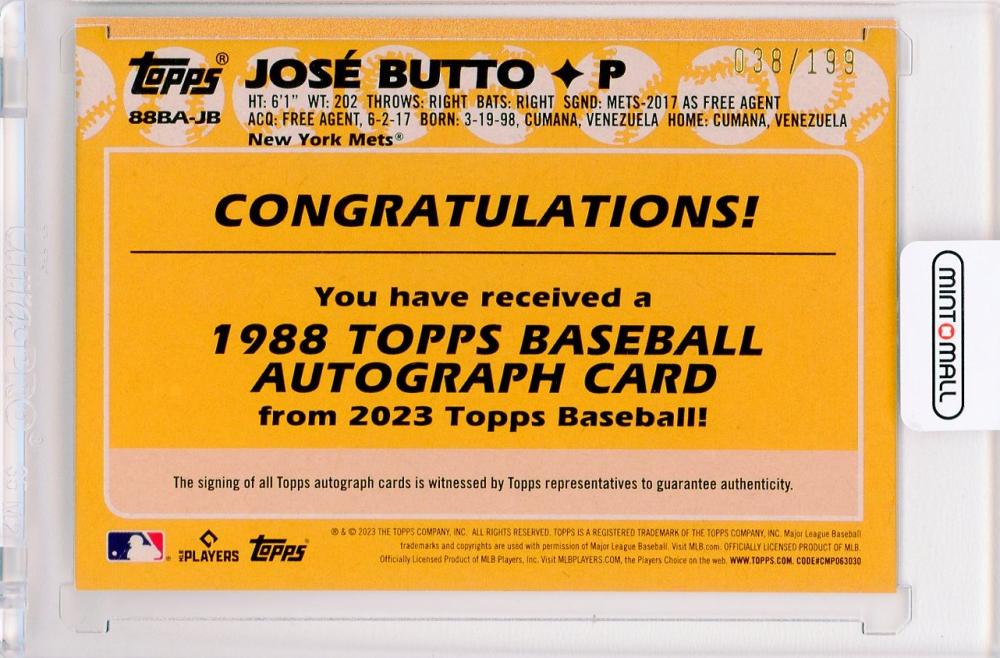 topps® JOSÉ BUTTO ✦ P 038/199
88BA-JB HT: 6'1" WT: 202 THROWS: RIGHT BATS: RIGHT SGND: METS-2017 AS FREE AGENT
ACQ: FREE AGENT, 6-2-17 BORN: 3-19-98, CUMANA, VENEZUELA HOME: CUMANA, VENEZUELA
New York Mets®
CONGRATULATIONS!
You have received a
1988 TOPPS BASEBALL
AUTOGRAPH CARD
from 2023 Topps Baseball!
The signing of all Topps autograph cards is witnessed by Topps representatives to guarantee authenticity.
PLAYERS topps
® & © 2023 THE TOPPS COMPANY, INC. ALL RIGHTS RESERVED. TOPPS IS A REGISTERED TRADEMARK OF THE TOPPS COMPANY, INC. Major League Baseball
trademarks and copyrights are used with permission of Major League Baseball. Visit MLB.com. OFFICIALLY LICENSED PRODUCT OF MLB.
Officially Licensed Product of MLB Players, Inc. Visit MLBPLAYERS.COM, the Players Choice on the web. WWW.TOPPS.COM. CODE#CMP063030
MINTOMALL